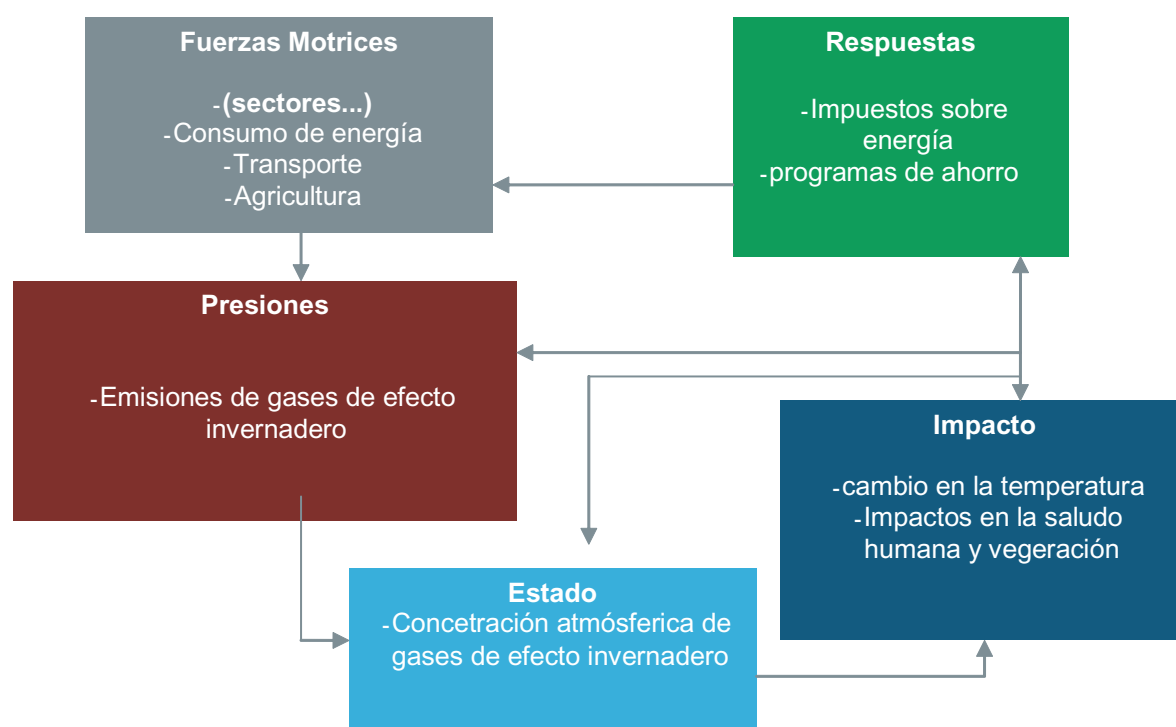 Fuerzas Motrices
-(sectores...)
-Consumo de energía
-Transporte
-Agricultura
Respuestas
-Impuestos sobre
energía
-programas de ahorro
Presiones
-Emisiones de gases de efecto
invernadero
Impacto
-cambio en la temperatura
-Impactos en la saludo
humana y vegeración
Estado
-Concetración atmósferica de
gases de efecto invernadero